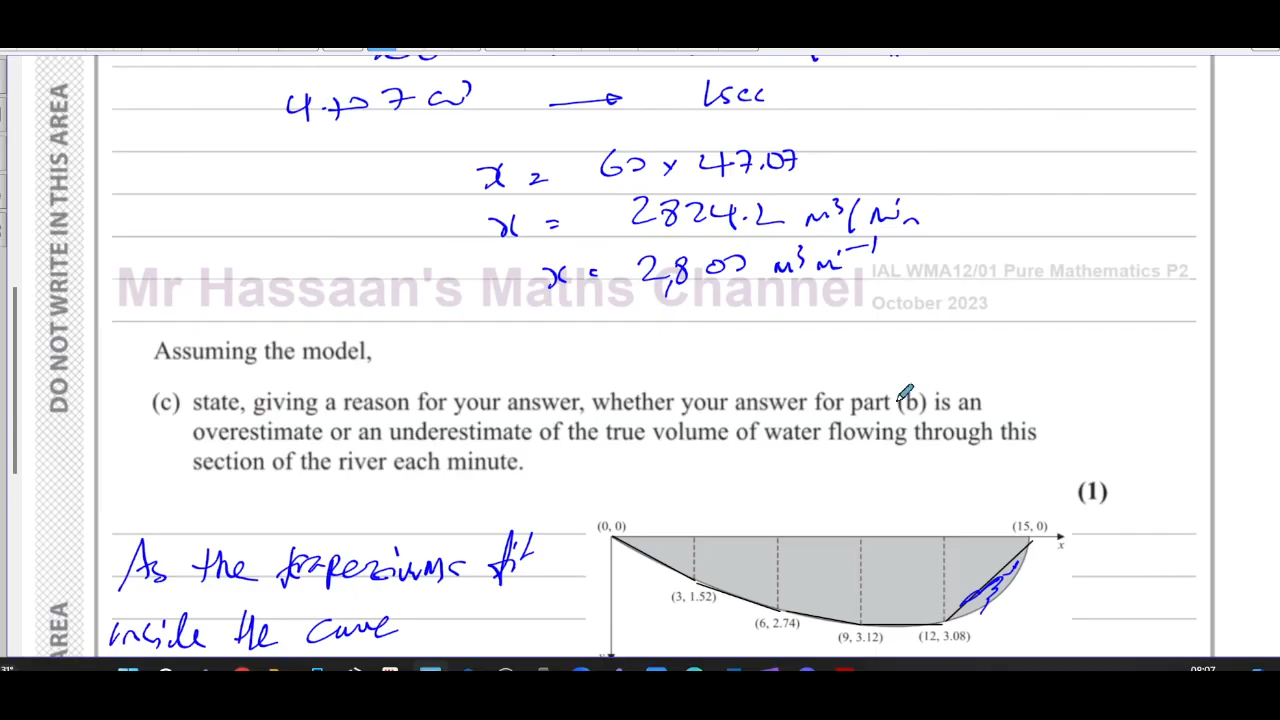 → 1sec
x = 60 x 47.07
x = 2824.2 m³/min
x = 2,800 m³ m⁻¹
Mr Hassaan's Maths Channel
IAL WMA12/01 Pure Mathematics P2
October 2023
DO NOT WRITE IN THIS AREA
Assuming the model,
(c) state, giving a reason for your answer, whether your answer for part (b) is an
overestimate or an underestimate of the true volume of water flowing through this
section of the river each minute.
(1)
As the trapeziums fit
inside the curve
(0, 0)
(15, 0)
x
(3, 1.52)
(6, 2.74)
(9, 3.12)
(12, 3.08)
AREA
31°
08:07